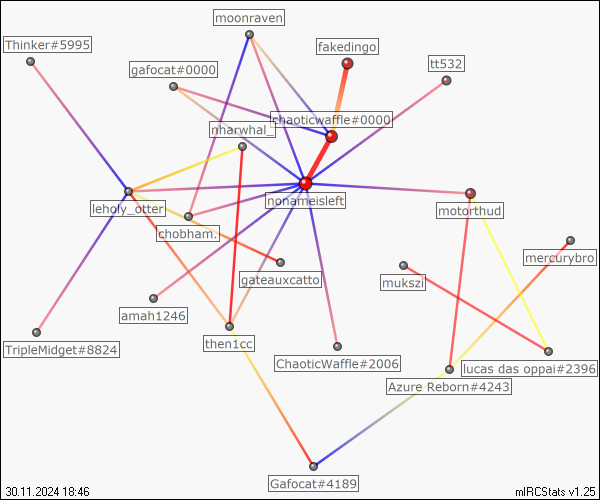 moonraven
Thinker#5995
fakedingo
tt532
gafocat#0000
chaoticwaffle#0000
nharwhal_
nonameisleft
leholy_otter
motorthud
chobham.
mercurybro
gateauxcatto
mukszi
amah1246
then1cc
TripleMidget#8824
ChaoticWaffle#2006
lucas das oppai#2396
Azure Reborn#4243
Gafocat#4189
30.11.2024 18:46
mIRCStats v1.25